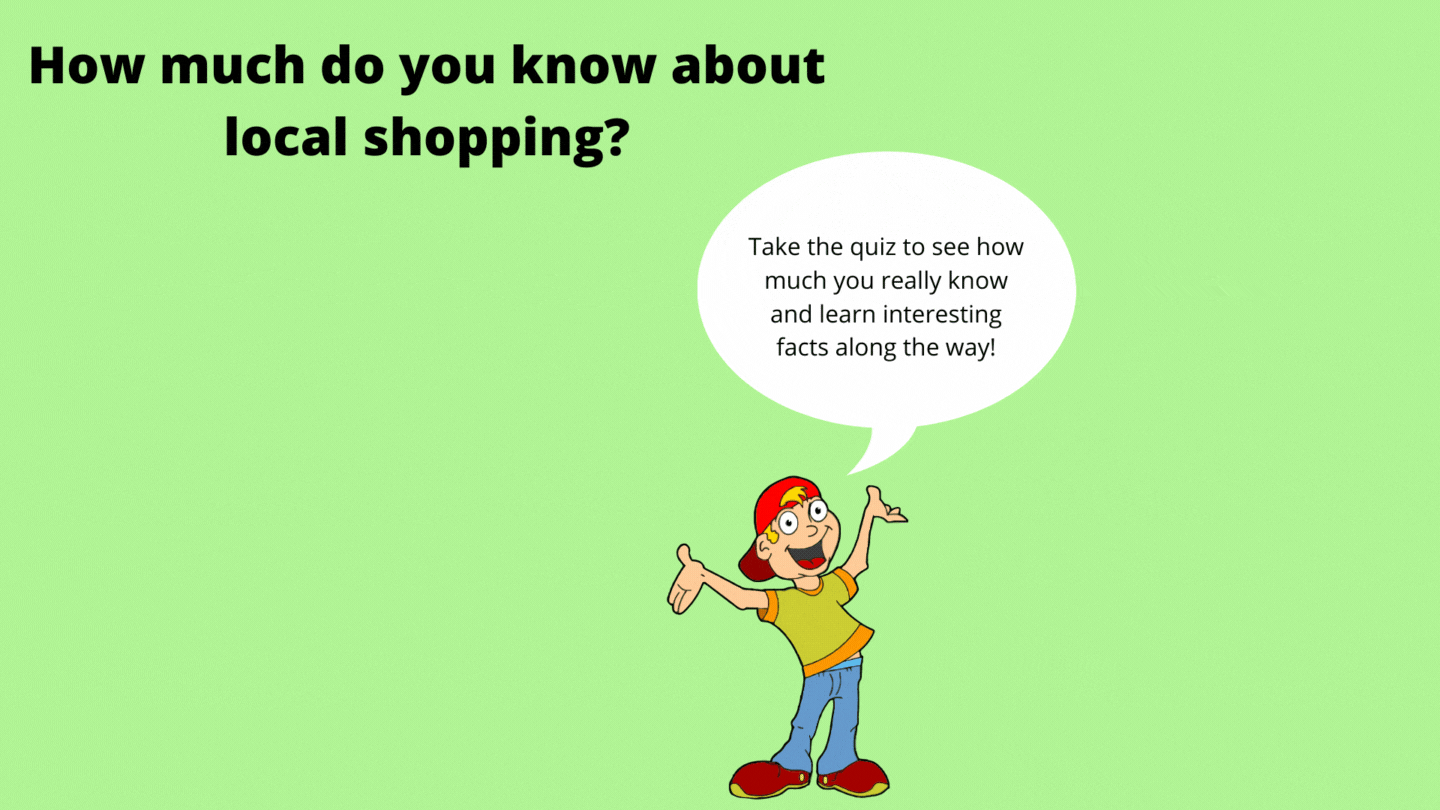 How much do you know about
local shopping?
Take the quiz to see how
much you really know
and learn interesting
facts along the way!